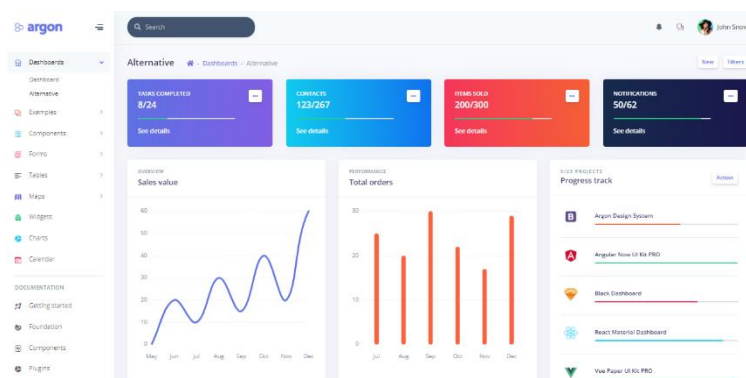 argon
Search
John Snow
Dashboards
Dashboard
Alternative
Examples
Components
Forms
Tables
Maps
Widgets
Charts
Calendar
DOCUMENTATION
Getting started
Foundation
Components
Plugins
Alternative
- Dashboards - Alternative
New
Filters
TASKS COMPLETED
8/24
See details
CONTACTS
123/267
See details
ITEMS SOLD
200/300
See details
NOTIFICATIONS
50/62
See details
OVERVIEW
Sales value
60
50
40
30
20
10
0
May Jun Jul Aug Sep Oct Nov Dec
PERFORMANCE
Total orders
30
20
10
0
Jul Aug Sep Oct Nov Dec
5/23 PROJECTS
Progress track
Action
B
Argon Design System
A
Angular Now UI Kit PRO
Black Dashboard
React Material Dashboard
Vue Paper UI Kit PRO